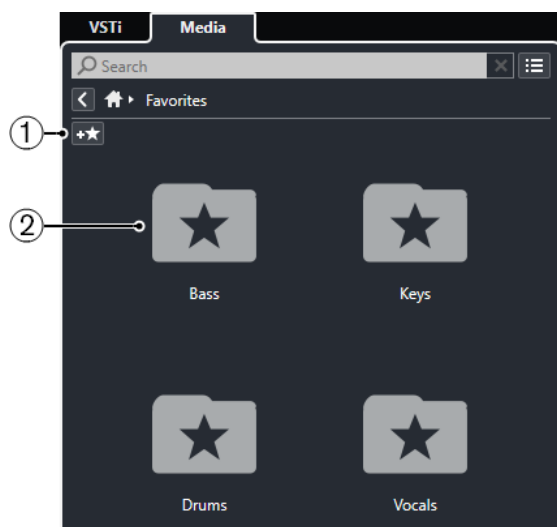 VSTi Media
Search
Favorites
1
2
Bass Keys
Drums Vocals